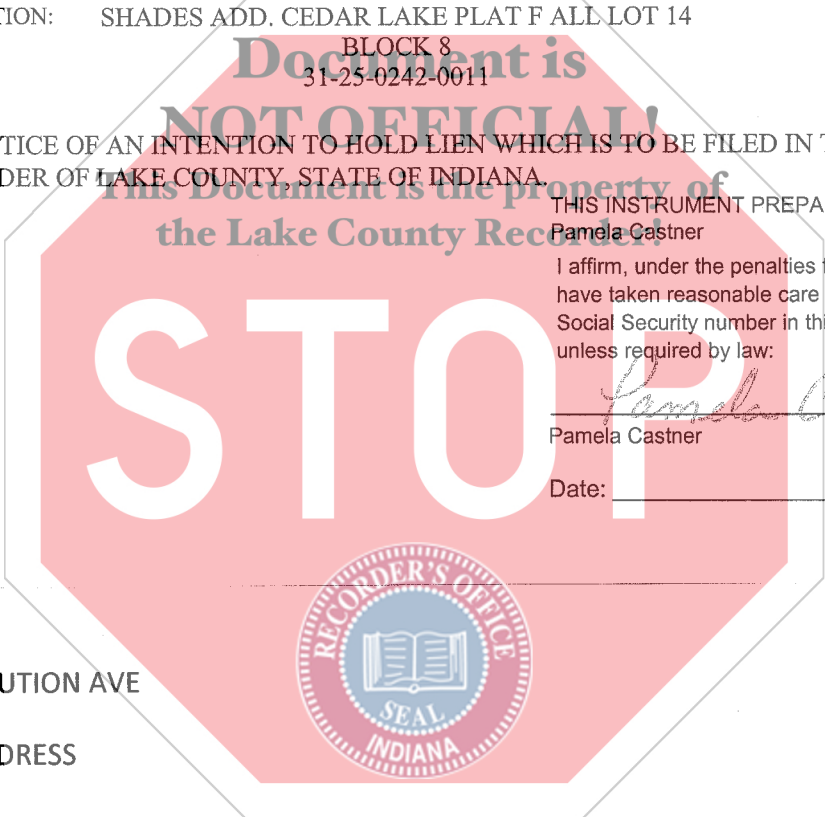 TION: SHADES ADD. CEDAR LAKE PLAT F ALL LOT 14
BLOCK 8
31-25-0242-0011
Document is
NOT OFFICIAL!
This Document is the property of
the Lake County Recorder!
TICE OF AN INTENTION TO HOLD LIEN WHICH IS TO BE FILED IN T
DER OF LAKE COUNTY, STATE OF INDIANA.
THIS INSTRUMENT PREPA
Pamela Castner
I affirm, under the penalties f
have taken reasonable care
Social Security number in thi
unless required by law:
Pamela C
Pamela Castner
Date:
STOP
RECORDER'S OFFICE
SEAL
INDIANA
UTION AVE
DRESS